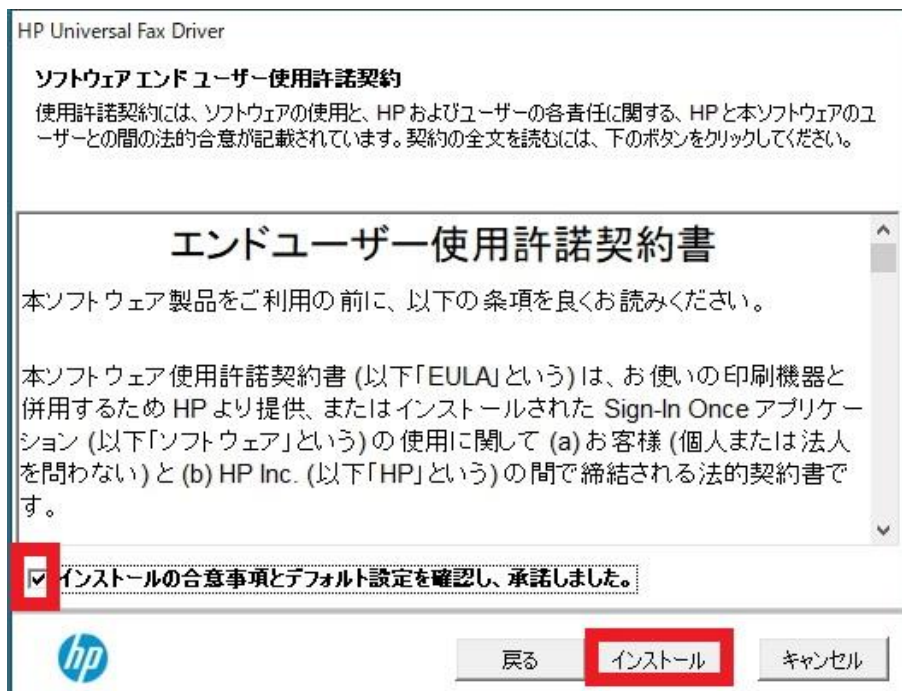 HP Universal Fax Driver
ソフトウェア エンド ユーザー使用許諾契約
使用許諾契約には、ソフトウェアの使用と、HP およびユーザーの各責任に関する、HP と本ソフトウェアのユ
ーザーとの間の法的合意が記載されています。契約の全文を読むには、下のボタンをクリックしてください。
エンドユーザー使用許諾契約書
本ソフトウェア製品をご利用の前に、以下の条項を良くお読みください。
本ソフトウェア使用許諾契約書 (以下「EULA」という) は、お使いの印刷機器と
併用するため HP より提供、またはインストールされた Sign-In Once アプリケー
ション (以下「ソフトウェア」という) の使用に関して (a) お客様 (個人または法人
を問わない) と (b) HP Inc. (以下「HP」という) の間で締結される法的契約書で
す。
インストールの合意事項とデフォルト設定を確認し、承諾しました。
hp
戻る インストール キャンセル